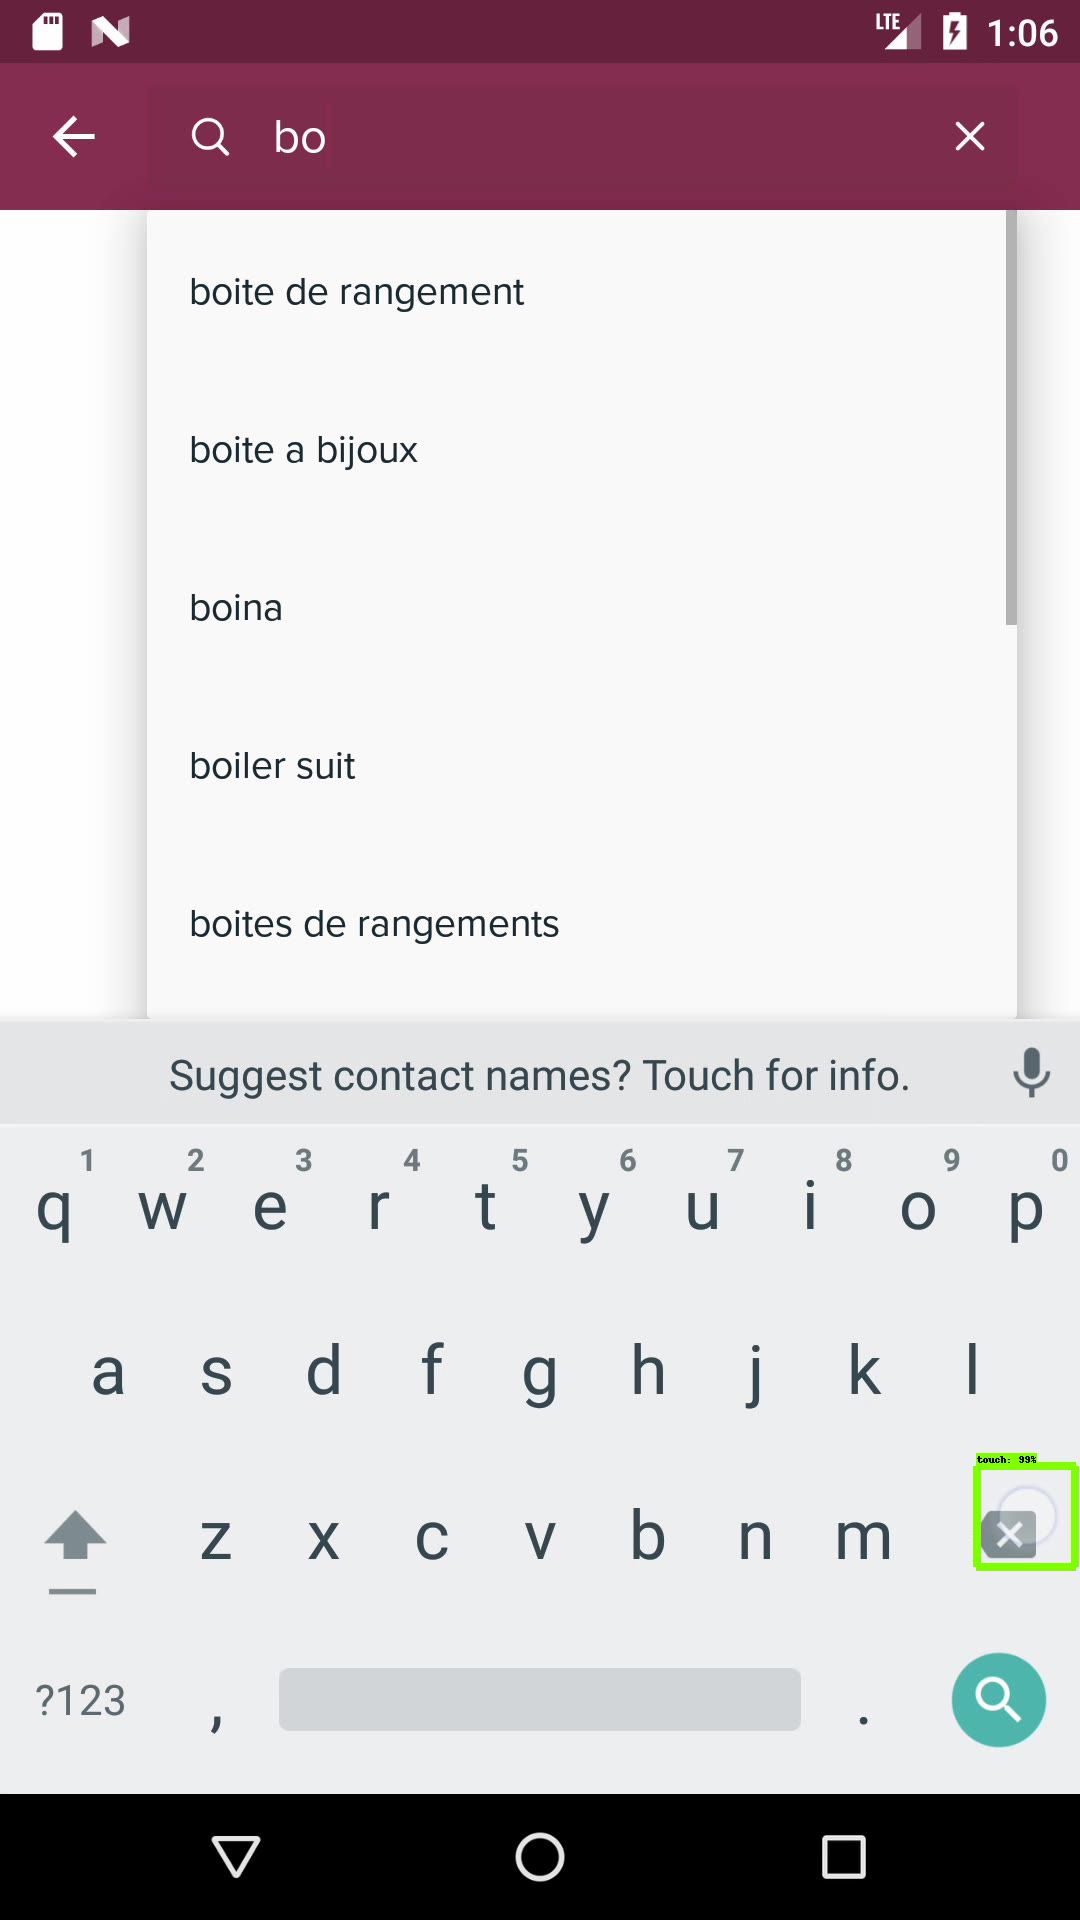 LTE 1:06
bo
boite de rangement
boite a bijoux
boina
boiler suit
boites de rangements
Suggest contact names? Touch for info.
1 2 3 4 5 6 7 8 9 0
q w e r t y u i o p
a s d f g h j k l
touch: 99%
z x c v b n m
?123 , .